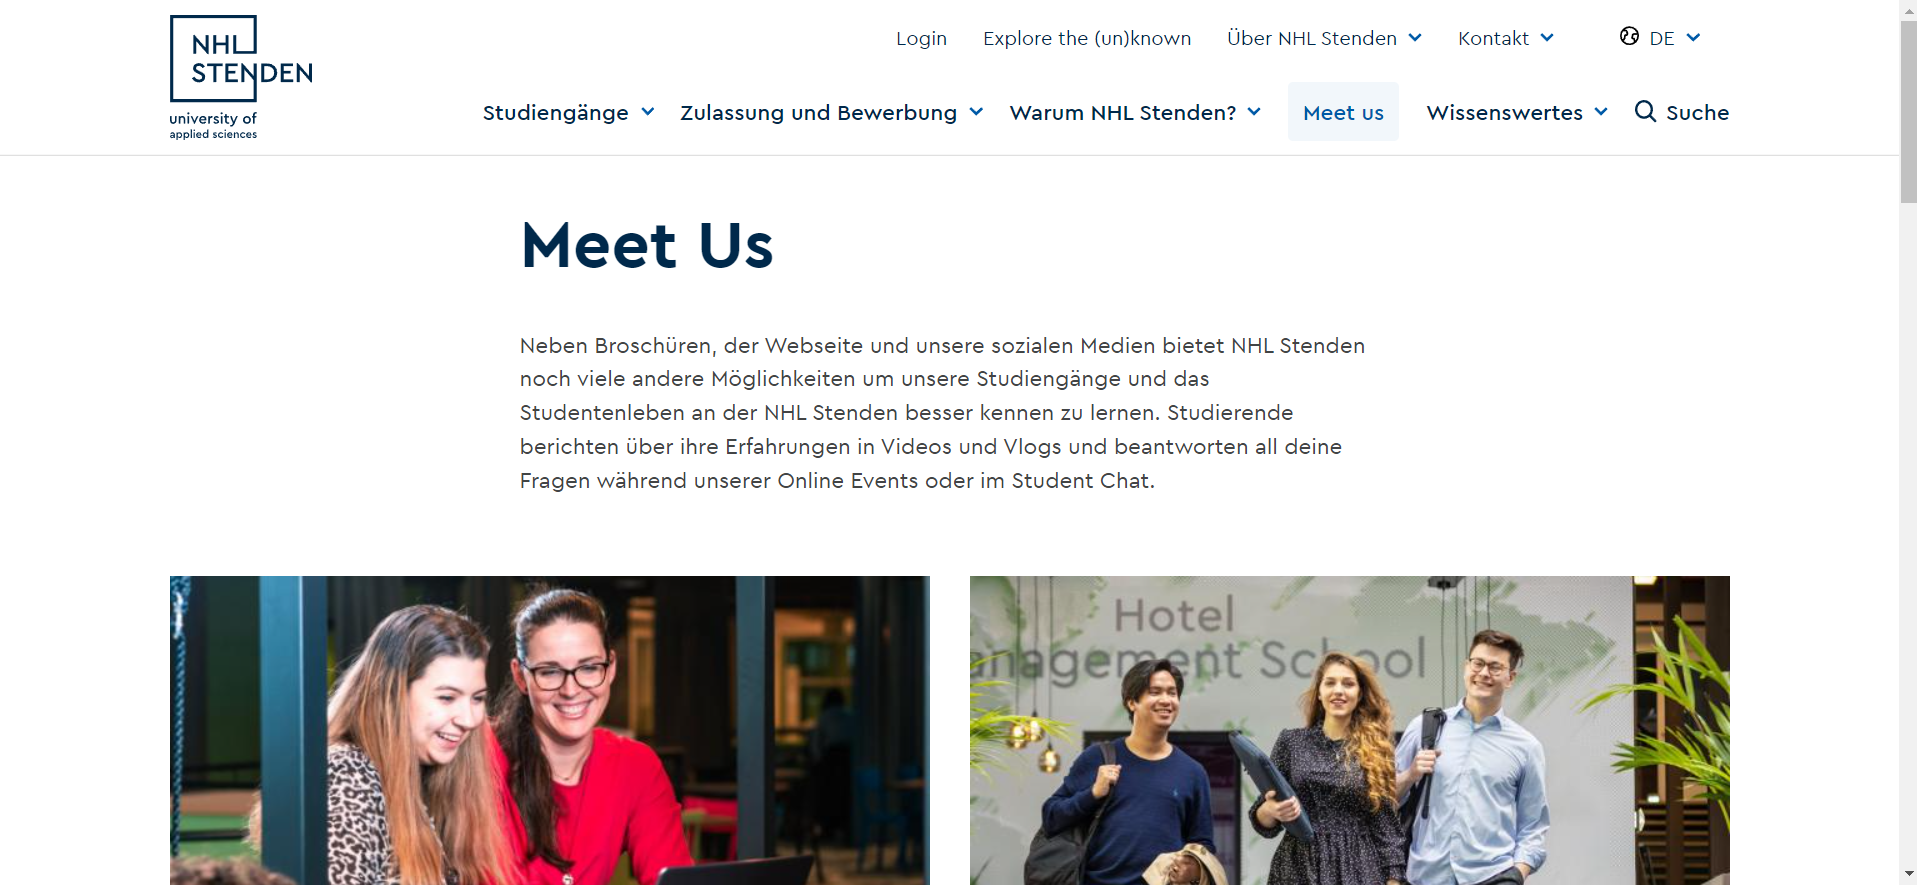 NHL
STENDEN
university of
applied sciences
Login
Explore the (un)known
Über NHL Stenden
Kontakt
DE
Studiengänge
Zulassung und Bewerbung
Warum NHL Stenden?
Meet us
Wissenswertes
Suche
Meet Us
Neben Broschüren, der Webseite und unsere sozialen Medien bietet NHL Stenden
noch viele andere Möglichkeiten um unsere Studiengänge und das
Studentenleben an der NHL Stenden besser kennen zu lernen. Studierende
berichten über ihre Erfahrungen in Videos und Vlogs und beantworten all deine
Fragen während unserer Online Events oder im Student Chat.
Hotel
nagement School